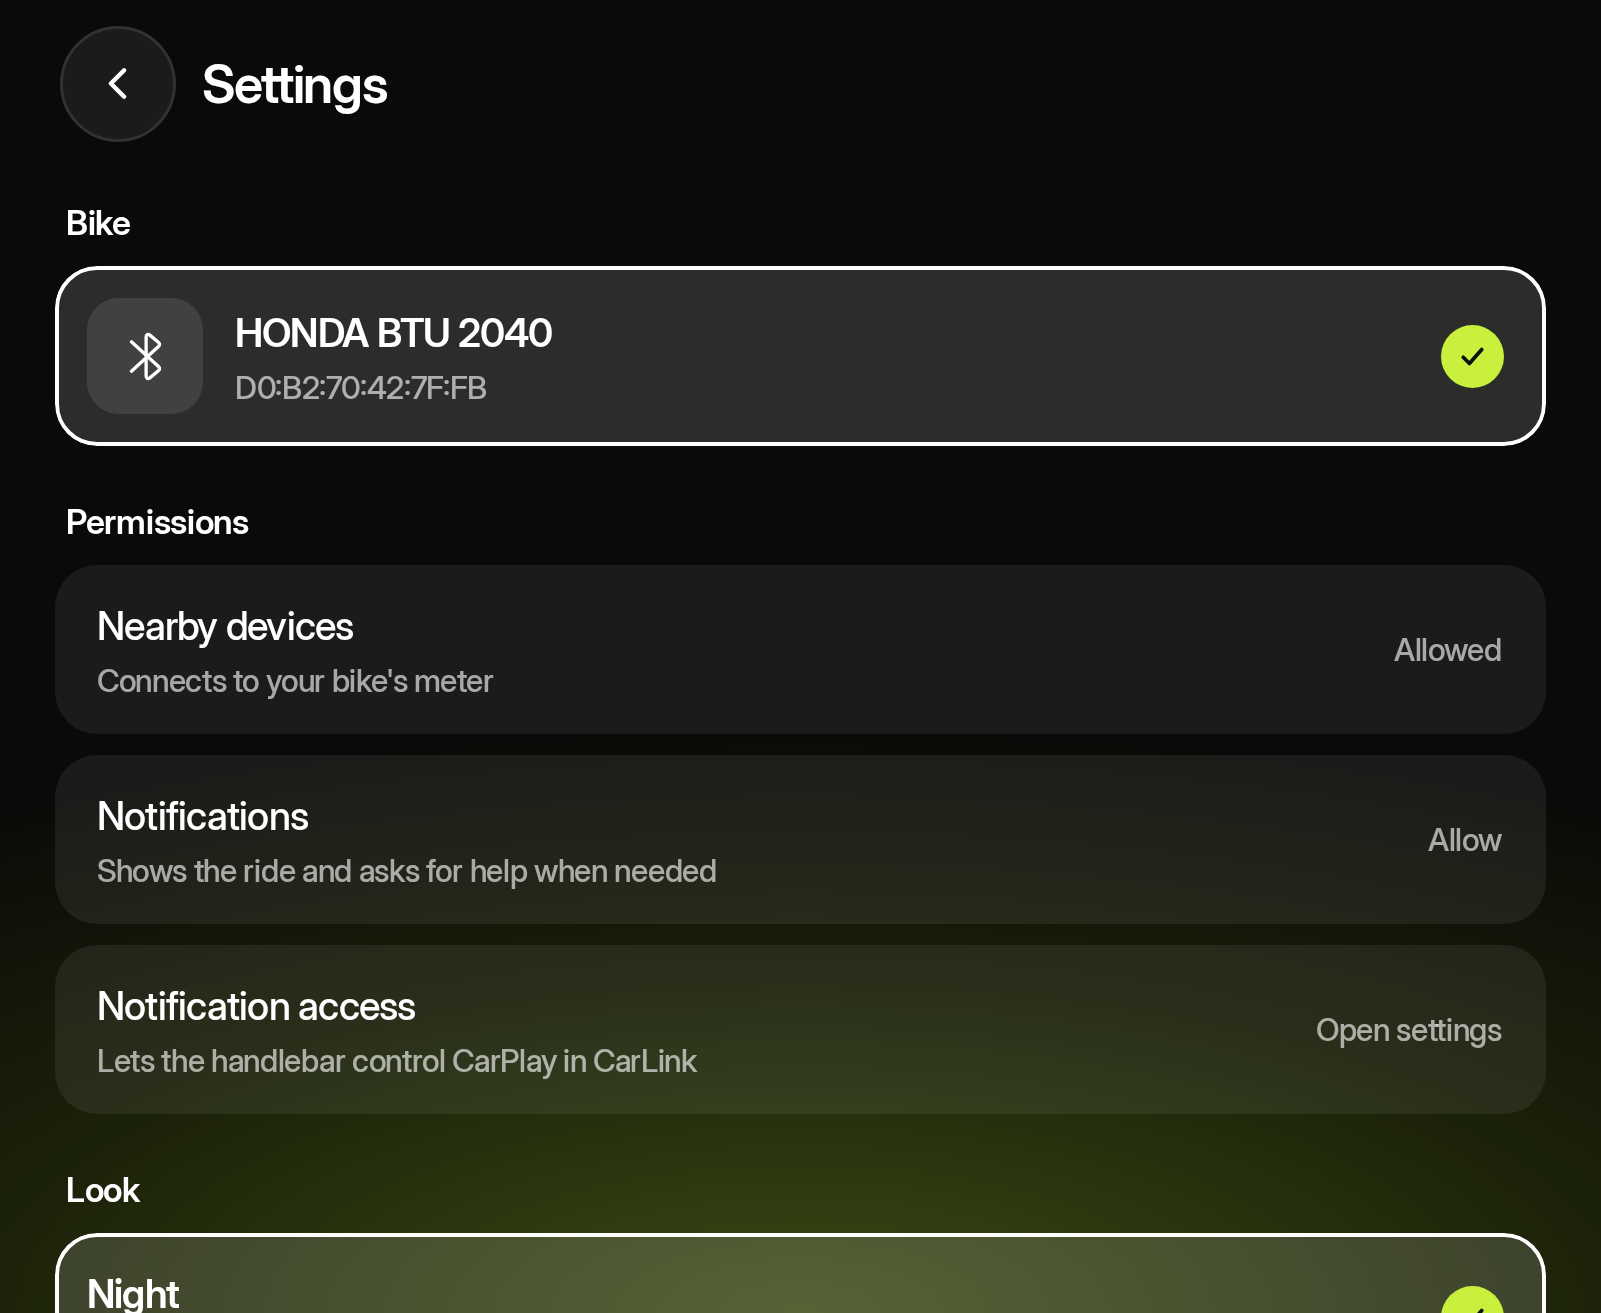 Settings
Bike
HONDA BTU 2040
D0:B2:70:42:7F:FB
Permissions
Nearby devices
Connects to your bike's meter
Allowed
Notifications
Shows the ride and asks for help when needed
Allow
Notification access
Lets the handlebar control CarPlay in CarLink
Open settings
Look
Night